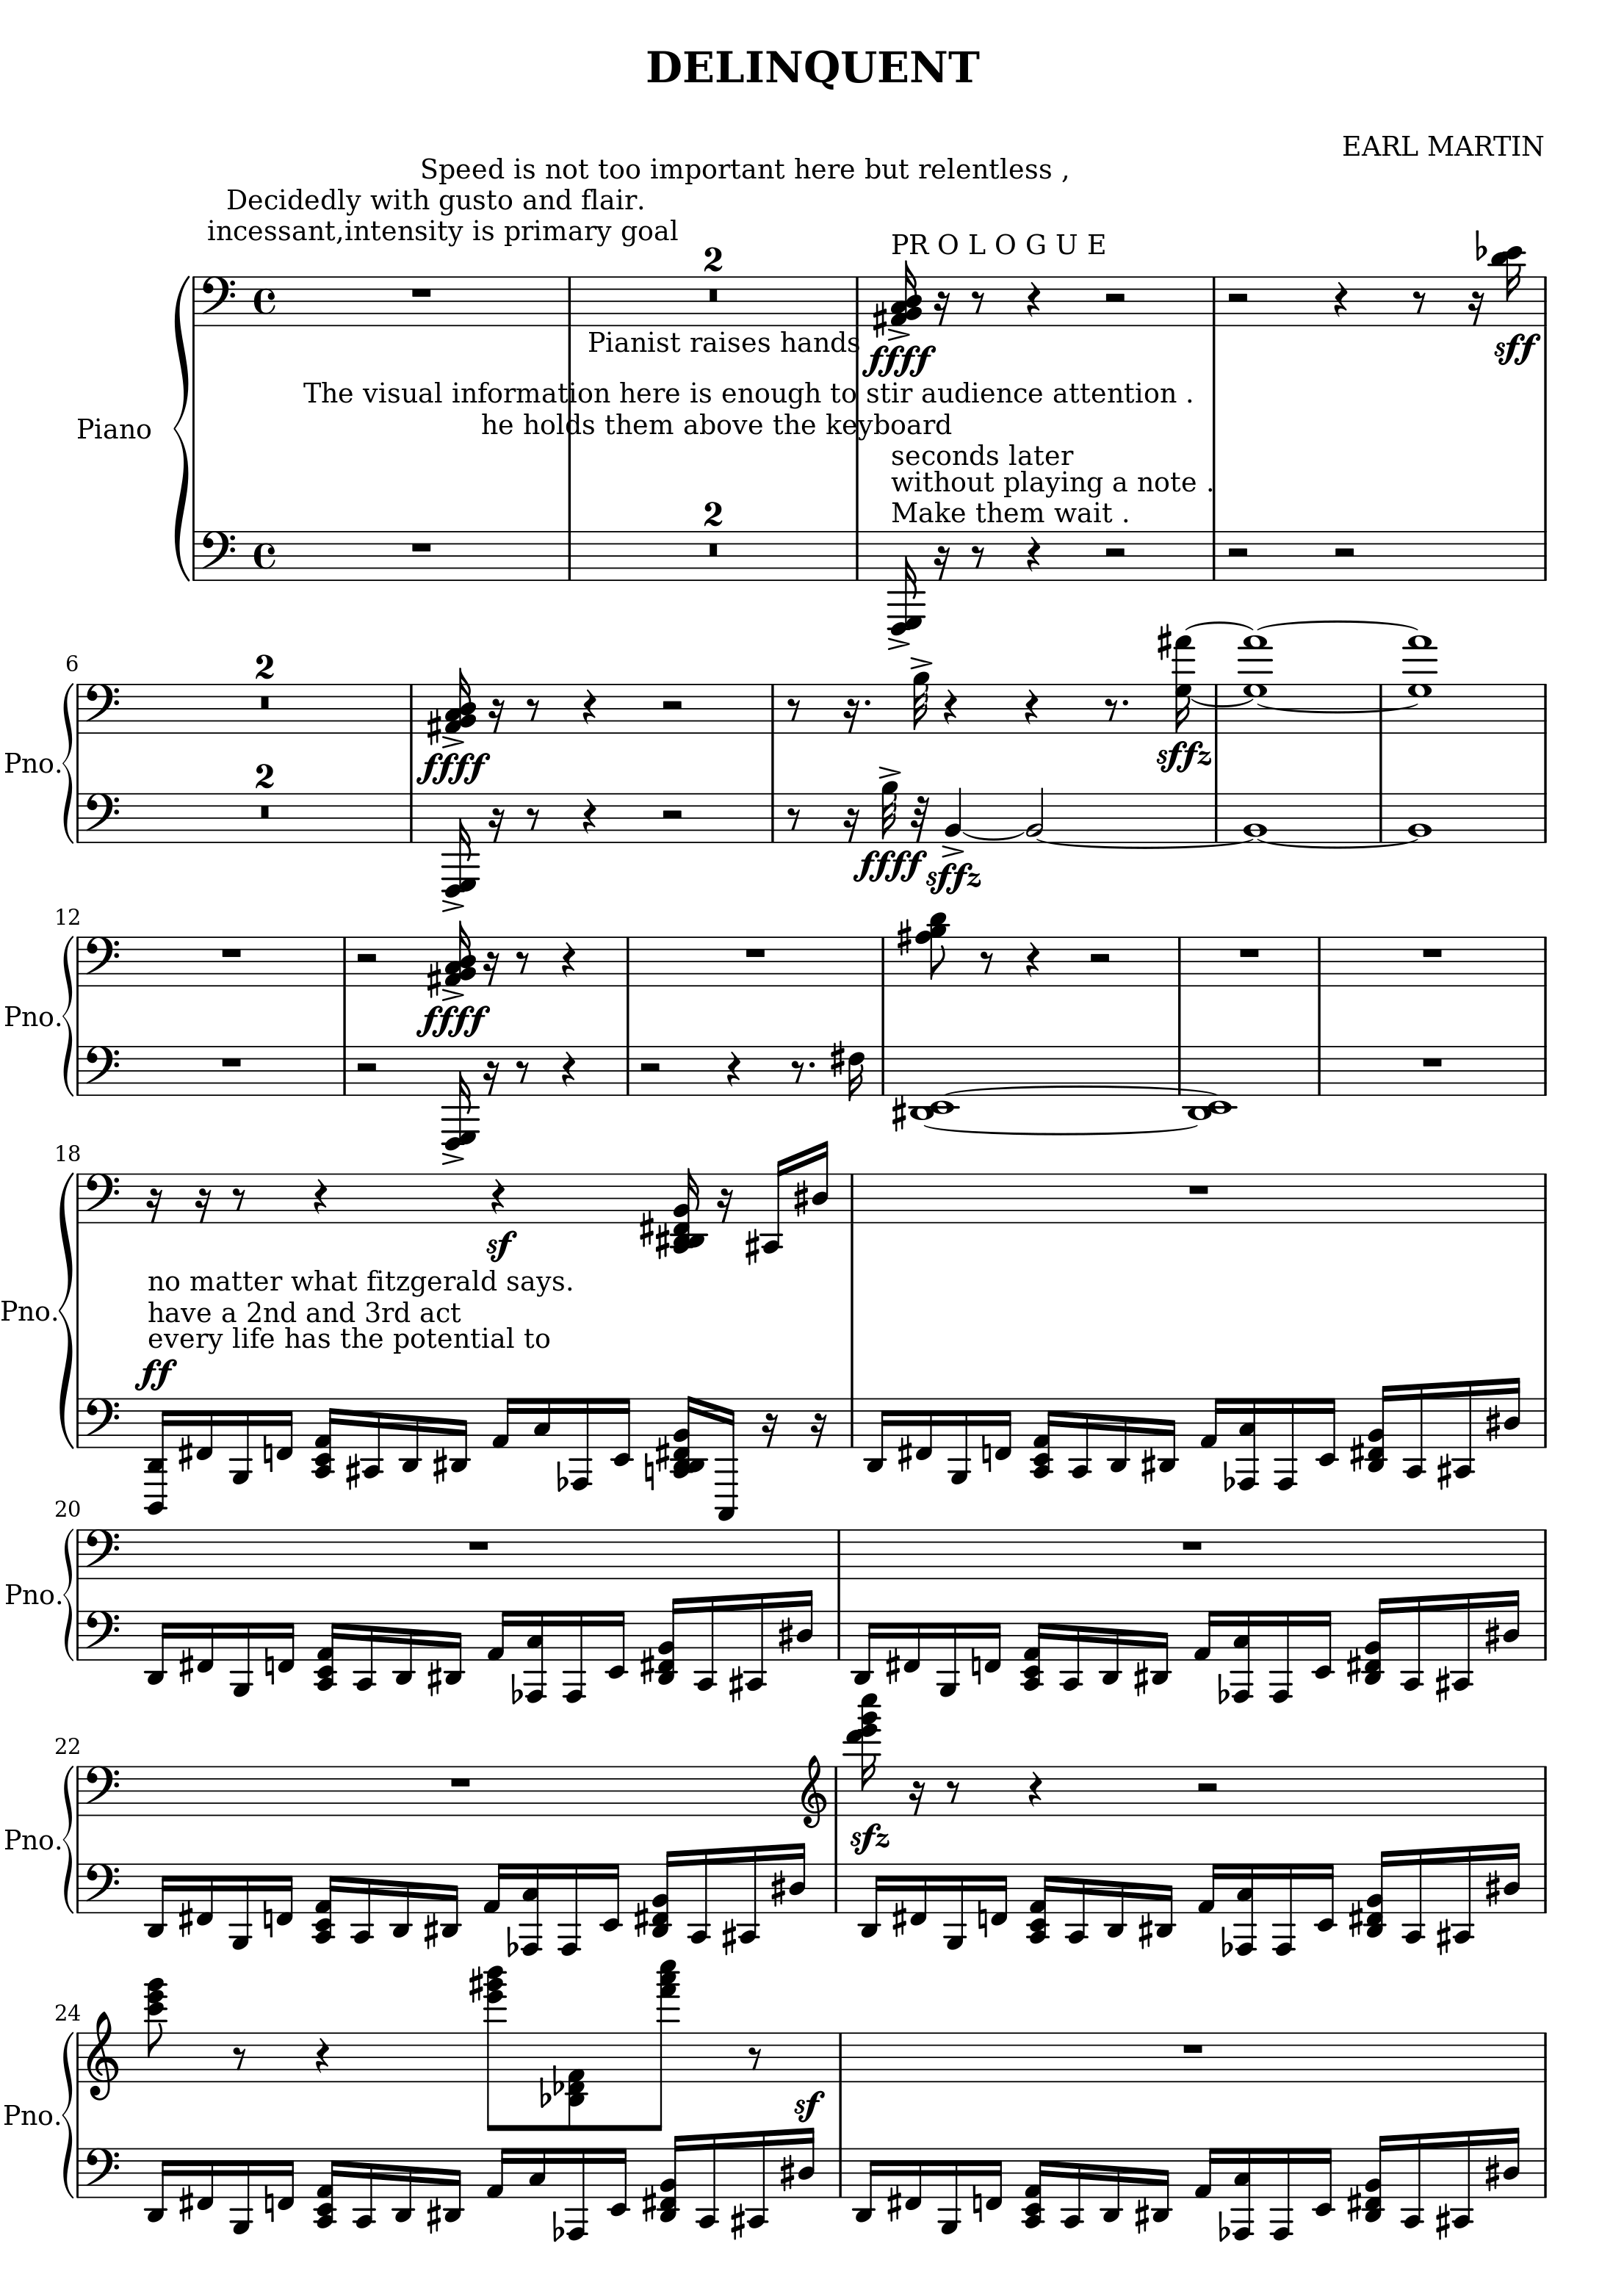 DELINQUENT
EARL MARTIN
Speed is not too important here but relentless ,
Decidedly with gusto and flair.
incessant,intensity is primary goal
PR O L O G U E
2
Pianist raises hands
ffff
sff
The visual information here is enough to stir audience attention .
Piano
he holds them above the keyboard
seconds later
without playing a note .
Make them wait .
2
6
2
ffff
sffz
Pno.
2
ffff
sffz
12
ffff
Pno.
18
sf
no matter what fitzgerald says.
Pno.
have a 2nd and 3rd act
every life has the potential to
ff
20
Pno.
22
sfz
Pno.
24
sf
Pno.